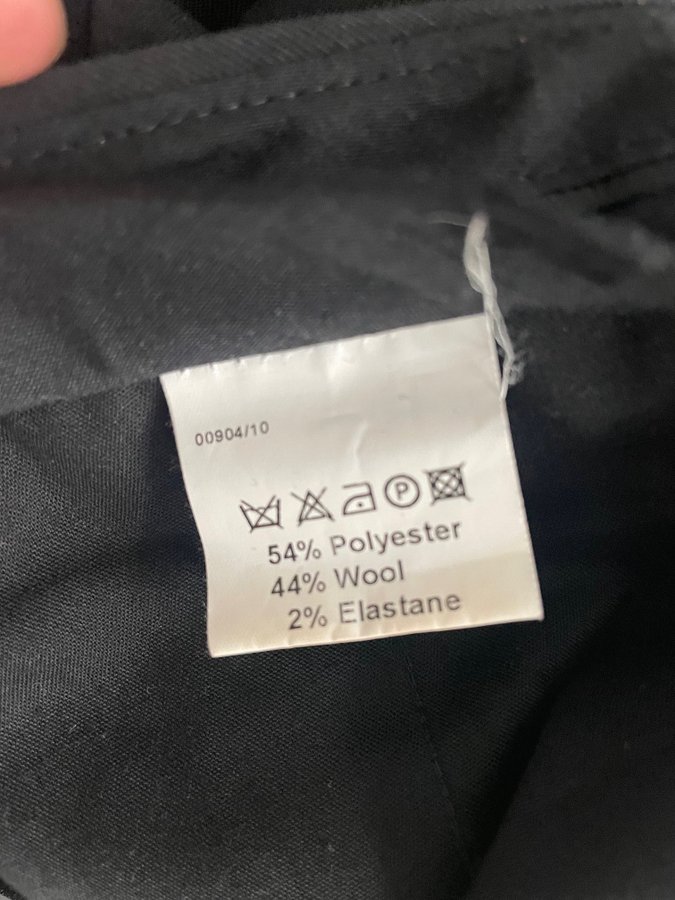 00904/10
P
54% Polyester
44% Wool
2% Elastane